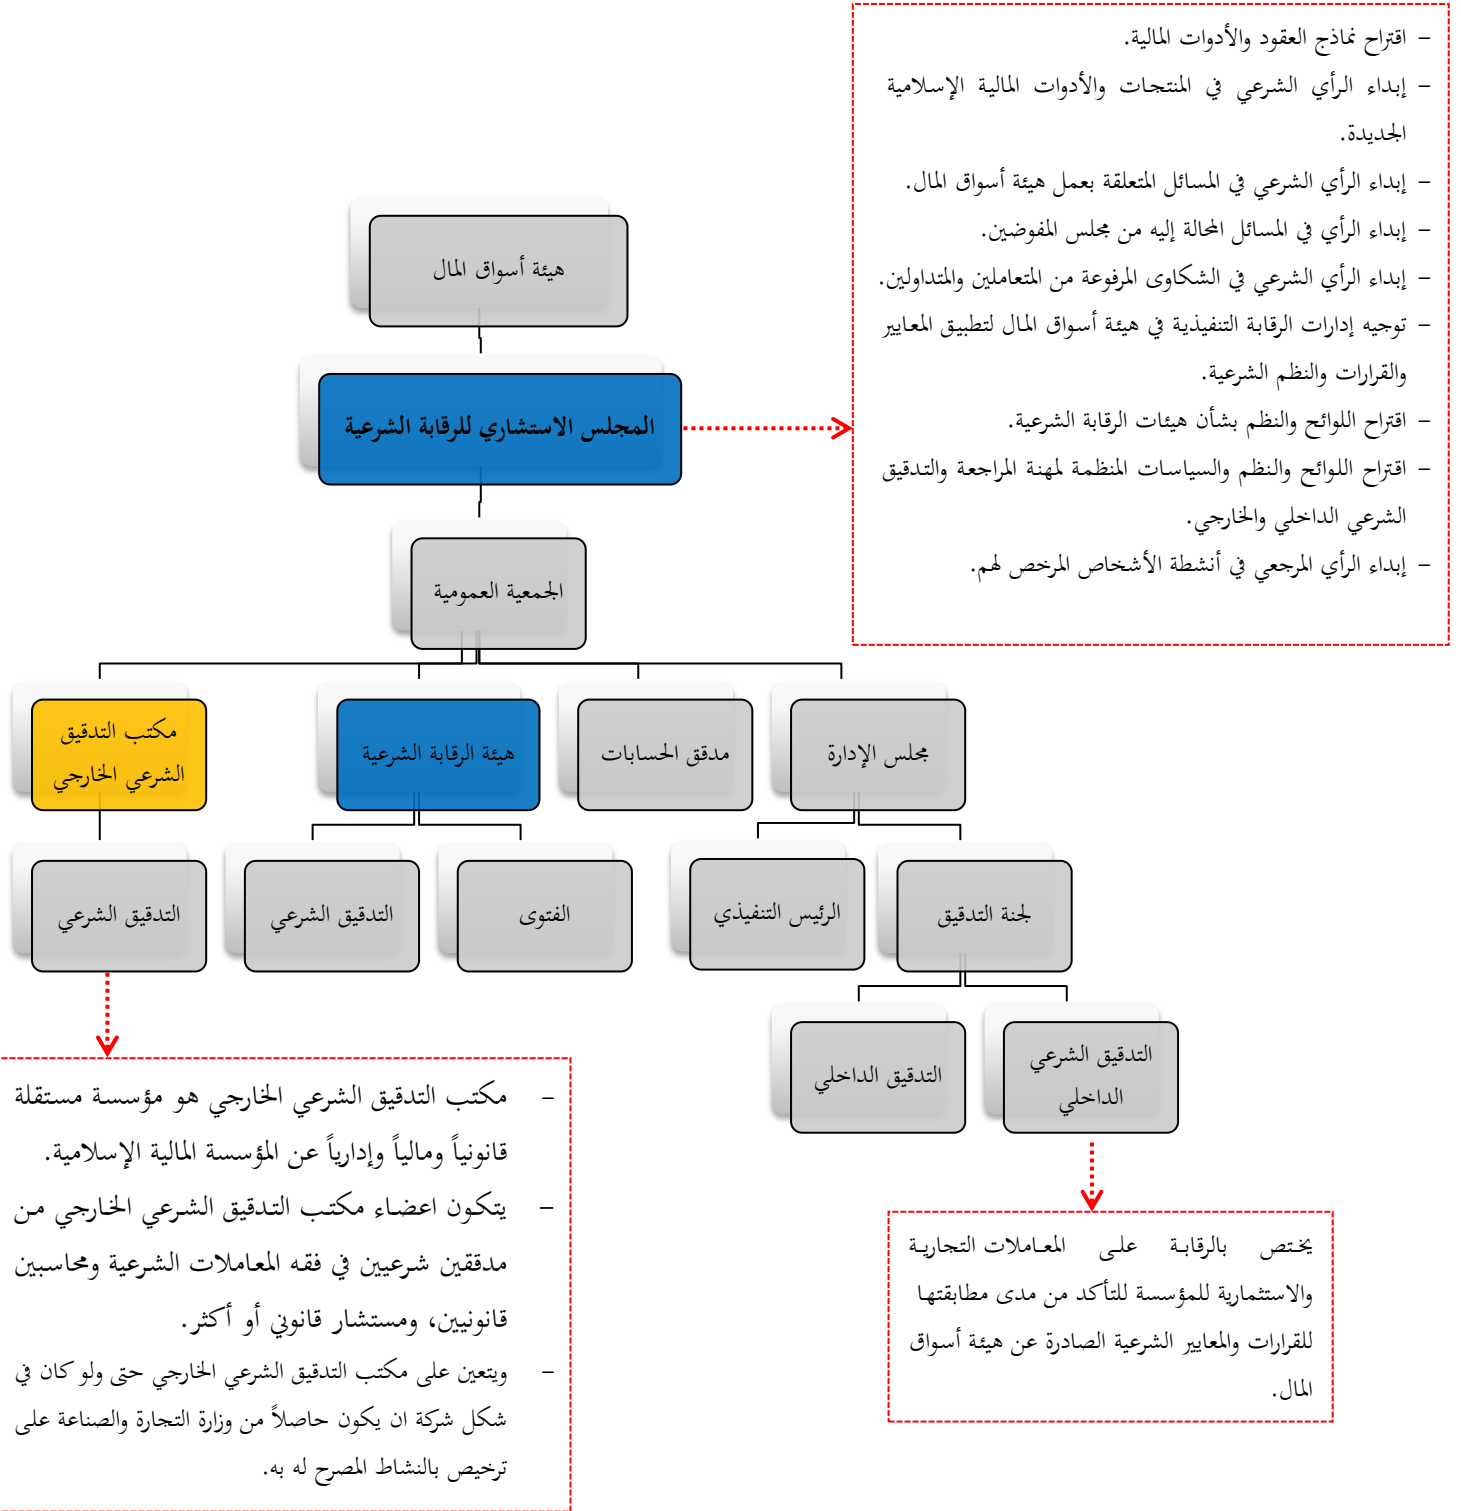 - اقتراح نماذج العقود والأدوات المالية.
- إبداء الرأي الشرعي في المنتجات والأدوات المالية الإسلامية
الجديدة.
- إبداء الرأي الشرعي في المسائل المتعلقة بعمل هيئة أسواق المال.
- إبداء الرأي في المسائل المحالة إليه من مجلس المفوضين.
- إبداء الرأي الشرعي في الشكاوى المرفوعة من المتعاملين والمتداولين.
- توجيه إدارات الرقابة التنفيذية في هيئة أسواق المال لتطبيق المعايير
والقرارات والنظم الشرعية.
- اقتراح اللوائح والنظم بشأن هيئات الرقابة الشرعية.
- اقتراح اللوائح والنظم والسياسات المنظمة لمهنة المراجعة والتدقيق
الشرعي الداخلي والخارجي.
- إبداء الرأي المرجعي في أنشطة الأشخاص المرخص لهم.
هيئة أسواق المال
المجلس الاستشاري للرقابة الشرعية
الجمعية العمومية
مجلس الإدارة
مدقق الحسابات
هيئة الرقابة الشرعية
مكتب التدقيق
الشرعي الخارجي
لجنة التدقيق
الرئيس التنفيذي
الفتوى
التدقيق الشرعي
التدقيق الشرعي
التدقيق الشرعي
الداخلي
التدقيق الداخلي
يختص بالرقابة على المعاملات التجارية
والاستثمارية للمؤسسة للتأكد من مدى مطابقتها
للقرارات والمعايير الشرعية الصادرة عن هيئة أسواق
المال.
- مكتب التدقيق الشرعي الخارجي هو مؤسسة مستقلة
قانونياً ومالياً وإدارياً عن المؤسسة المالية الإسلامية.
- يتكون اعضاء مكتب التدقيق الشرعي الخارجي من
مدققين شرعيين في فقه المعاملات الشرعية ومحاسبين
قانونيين، ومستشار قانوني أو أكثر.
- ويتعين على مكتب التدقيق الشرعي الخارجي حتى ولو كان في
شكل شركة ان يكون حاصلاً من وزارة التجارة والصناعة على
ترخيص بالنشاط المصرح له به.